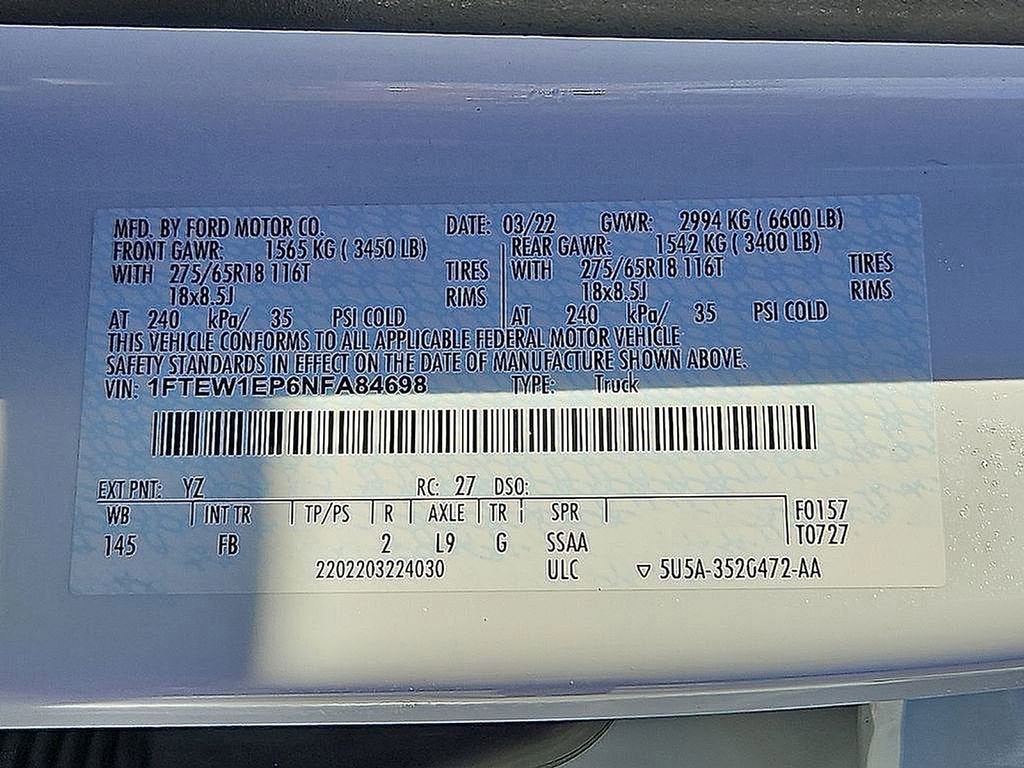 MFD. BY FORD MOTOR CO. DATE: 03/22 GVWR: 2994 KG ( 6600 LB)
FRONT GAWR: 1565 KG ( 3450 LB) REAR GAWR: 1542 KG ( 3400 LB)
WITH 275/65R18 116T TIRES WITH 275/65R18 116T TIRES
18x8.5J RIMS 18x8.5J RIMS
AT 240 kPa/ 35 PSI COLD AT 240 kPa/ 35 PSI COLD
THIS VEHICLE CONFORMS TO ALL APPLICABLE FEDERAL MOTOR VEHICLE
SAFETY STANDARDS IN EFFECT ON THE DATE OF MANUFACTURE SHOWN ABOVE.
VIN: 1FTEW1EP6NFA84698 TYPE: Truck
EXT PNT: YZ RC: 27 DSO:
WB INT TR TP/PS R AXLE TR SPR F0157
145 FB 2 L9 G SSAA T0727
2202203224030 ULC ▽ 5U5A-3520472-AA